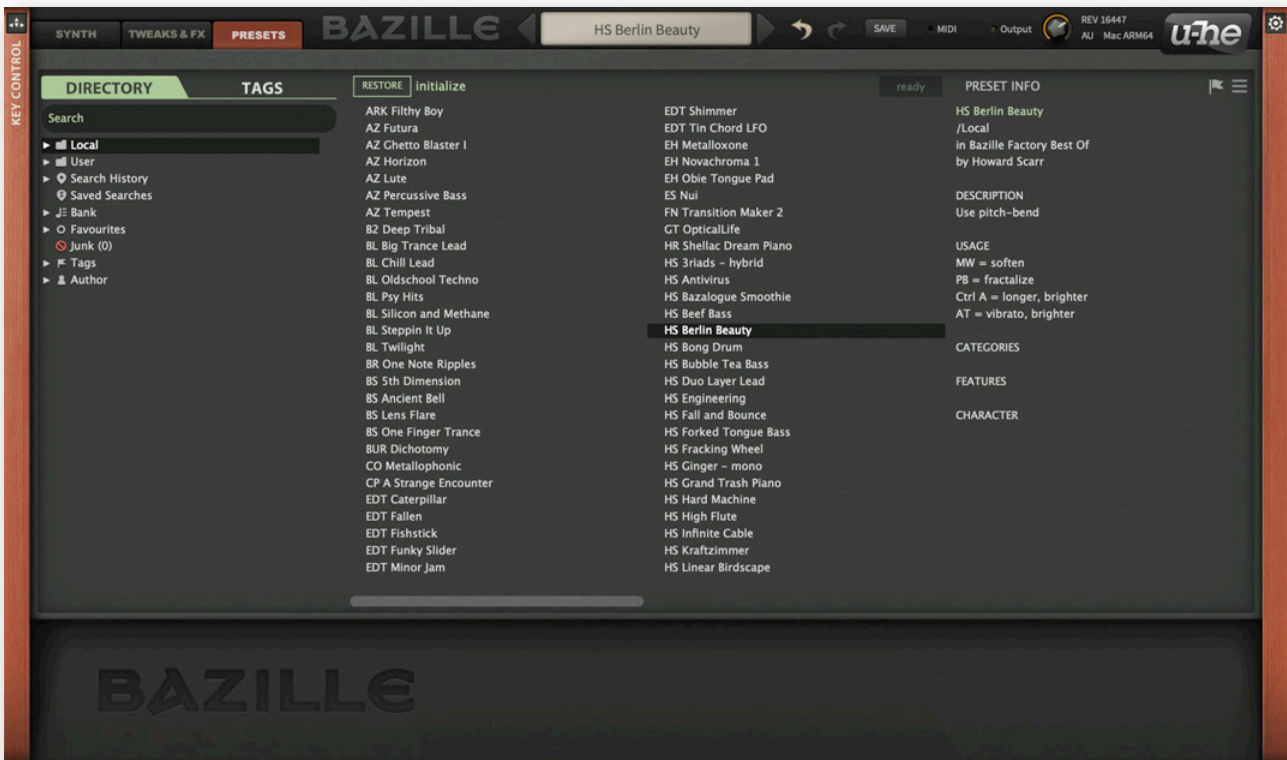 KEY CONTROL
SYNTH
TWEAKS & FX
PRESETS
BAZILLE
HS Berlin Beauty
SAVE
MIDI
Output
REV 16447
AU Mac ARM64
u-he
DIRECTORY
TAGS
Search
Local
User
Search History
Saved Searches
Bank
Favourites
Junk (0)
Tags
Author
RESTORE initialize
ready
ARK Filthy Boy
AZ Futura
AZ Ghetto Blaster I
AZ Horizon
AZ Lute
AZ Percussive Bass
AZ Tempest
B2 Deep Tribal
BL Big Trance Lead
BL Chill Lead
BL Oldschool Techno
BL Psy Hits
BL Silicon and Methane
BL Steppin It Up
BL Twilight
BR One Note Ripples
BS 5th Dimension
BS Ancient Bell
BS Lens Flare
BS One Finger Trance
BUR Dichotomy
CO Metallophonic
CP A Strange Encounter
EDT Caterpillar
EDT Fallen
EDT Fishstick
EDT Funky Slider
EDT Minor Jam
EDT Shimmer
EDT Tin Chord LFO
EH Metalloxone
EH Novachroma 1
EH Obie Tongue Pad
ES Nui
FN Transition Maker 2
GT OpticalLife
HR Shellac Dream Piano
HS 3riads - hybrid
HS Antivirus
HS Bazalogue Smoothie
HS Beef Bass
HS Berlin Beauty
HS Bong Drum
HS Bubble Tea Bass
HS Duo Layer Lead
HS Engineering
HS Fall and Bounce
HS Forked Tongue Bass
HS Fracking Wheel
HS Ginger - mono
HS Grand Trash Piano
HS Hard Machine
HS High Flute
HS Infinite Cable
HS Kraftzimmer
HS Linear Birdscape
PRESET INFO
HS Berlin Beauty
/Local
in Bazille Factory Best Of
by Howard Scarr
DESCRIPTION
Use pitch-bend
USAGE
MW = soften
PB = fractalize
Ctrl A = longer, brighter
AT = vibrato, brighter
CATEGORIES
FEATURES
CHARACTER
BAZILLE